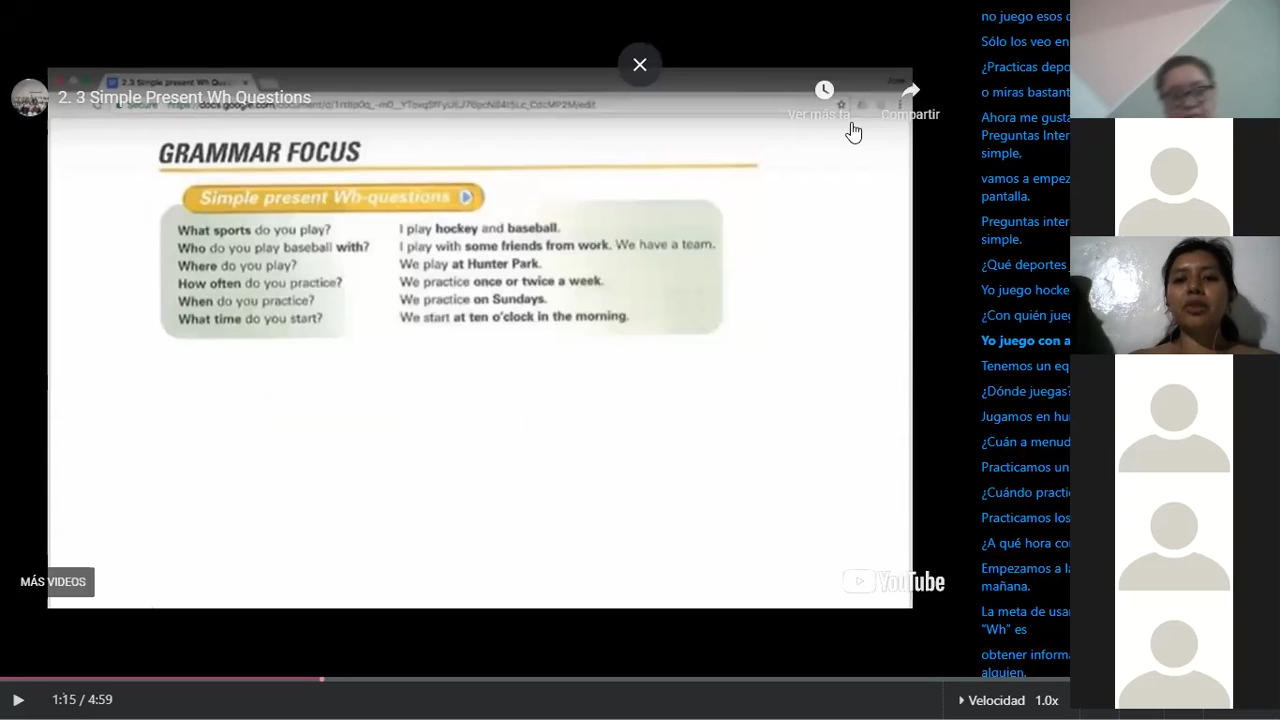 2.3 Simple Present Wh Qu...
2. 3 Simple Present Wh Questions
Ver más ta
Compartir
GRAMMAR FOCUS
Simple present Wh-questions
What sports do you play? I play hockey and baseball.
Who do you play baseball with? I play with some friends from work. We have a team.
Where do you play? We play at Hunter Park.
How often do you practice? We practice once or twice a week.
When do you practice? We practice on Sundays.
What time do you start? We start at ten o'clock in the morning.
MÁS VIDEOS
YouTube
1:15 / 4:59
Velocidad 1.0x
no juego esos
Sólo los veo en
¿Practicas depo
o miras bastant
Ahora me gusta
Preguntas Inter
simple,
vamos a empez
pantalla.
Preguntas inter
simple.
¿Qué deportes
Yo juego hocke
¿Con quién jueg
Yo juego con a
Tenemos un eq
¿Dónde juegas?
Jugamos en hu
¿Cuán a menud
Practicamos un
¿Cuándo practi
Practicamos los
¿A qué hora co
Empezamos a la
mañana.
La meta de usa
"Wh" es
obtener inform
alguien.